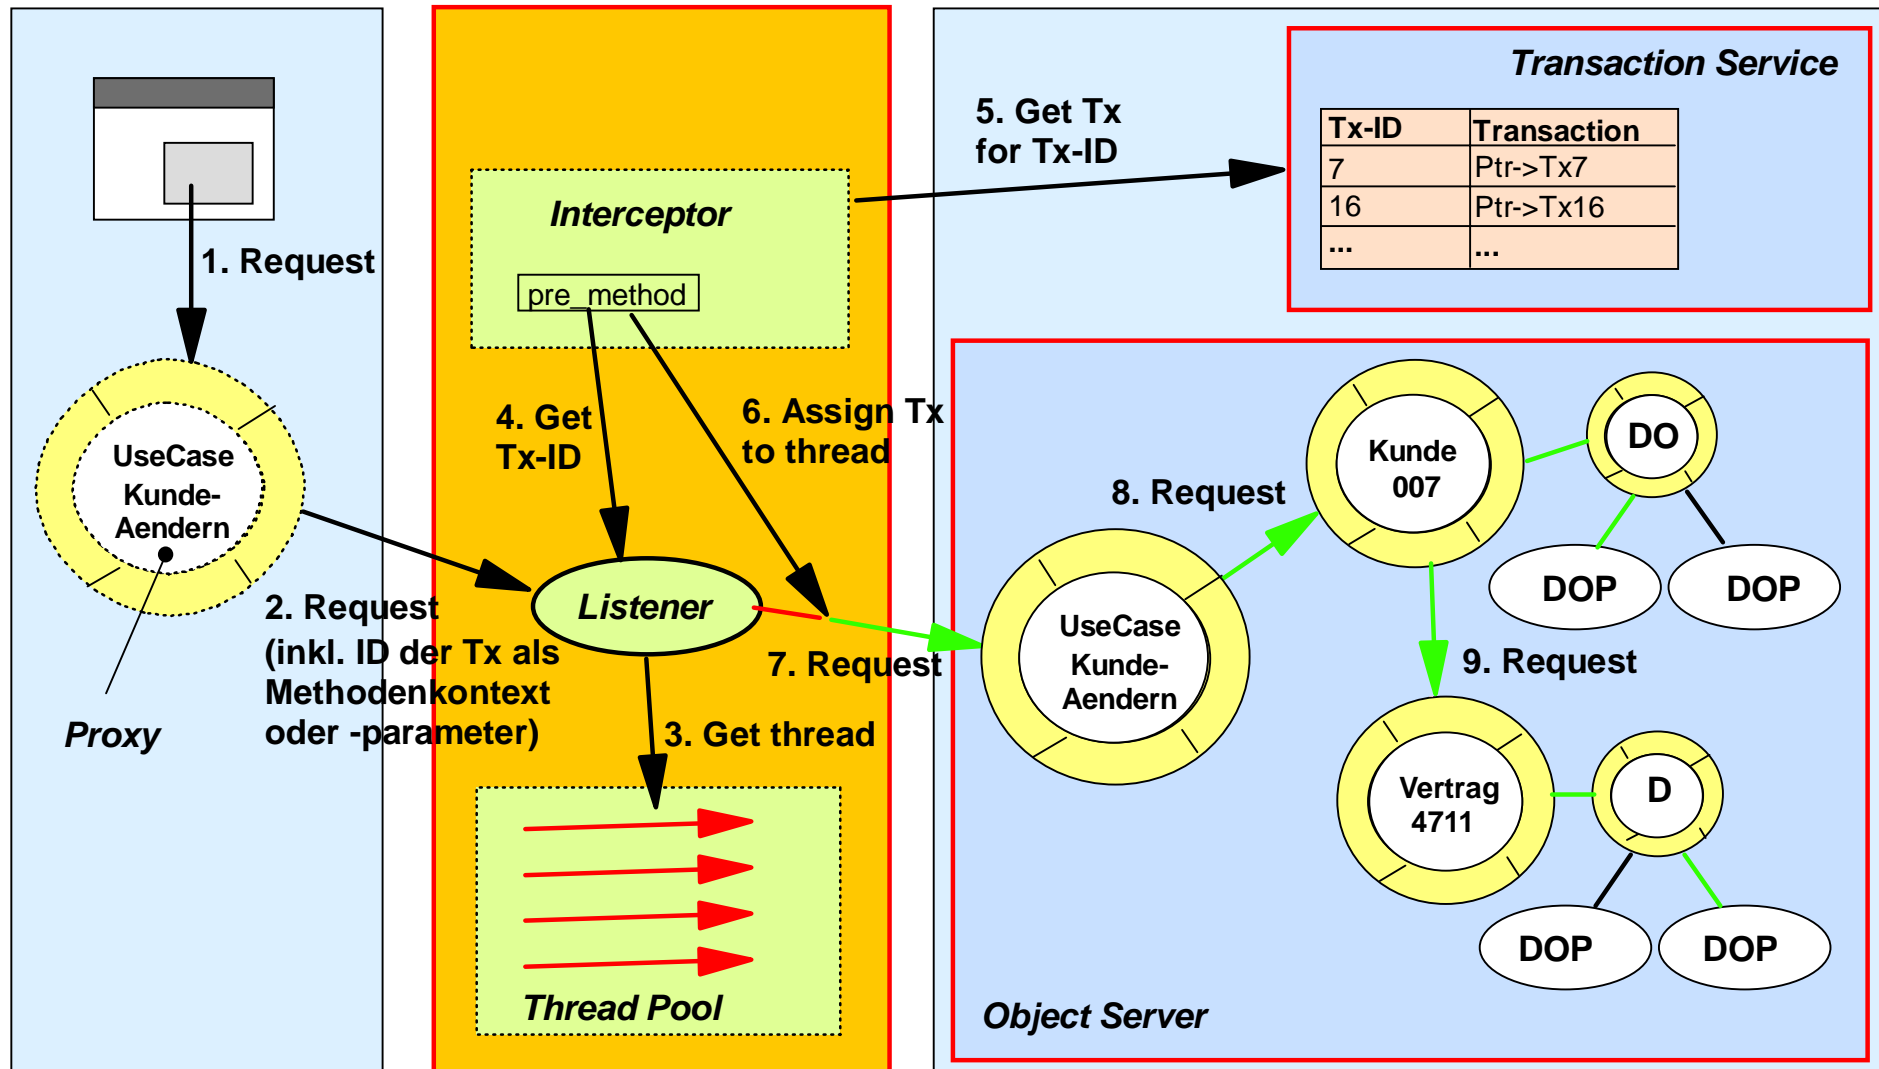 1. Request
UseCase
Kunde-
Aendern
Proxy
2. Request
(inkl. ID der Tx als
Methodenkontext
oder -parameter)
Interceptor
pre_method
4. Get
Tx-ID
6. Assign Tx
to thread
Listener
7. Request
3. Get thread
Thread Pool
5. Get Tx
for Tx-ID
Transaction Service
Tx-ID Transaction
7 Ptr->Tx7
16 Ptr->Tx16
... ...
UseCase
Kunde-
Aendern
8. Request
Kunde
007
DO
DOP DOP
9. Request
Vertrag
4711
D
DOP DOP
Object Server